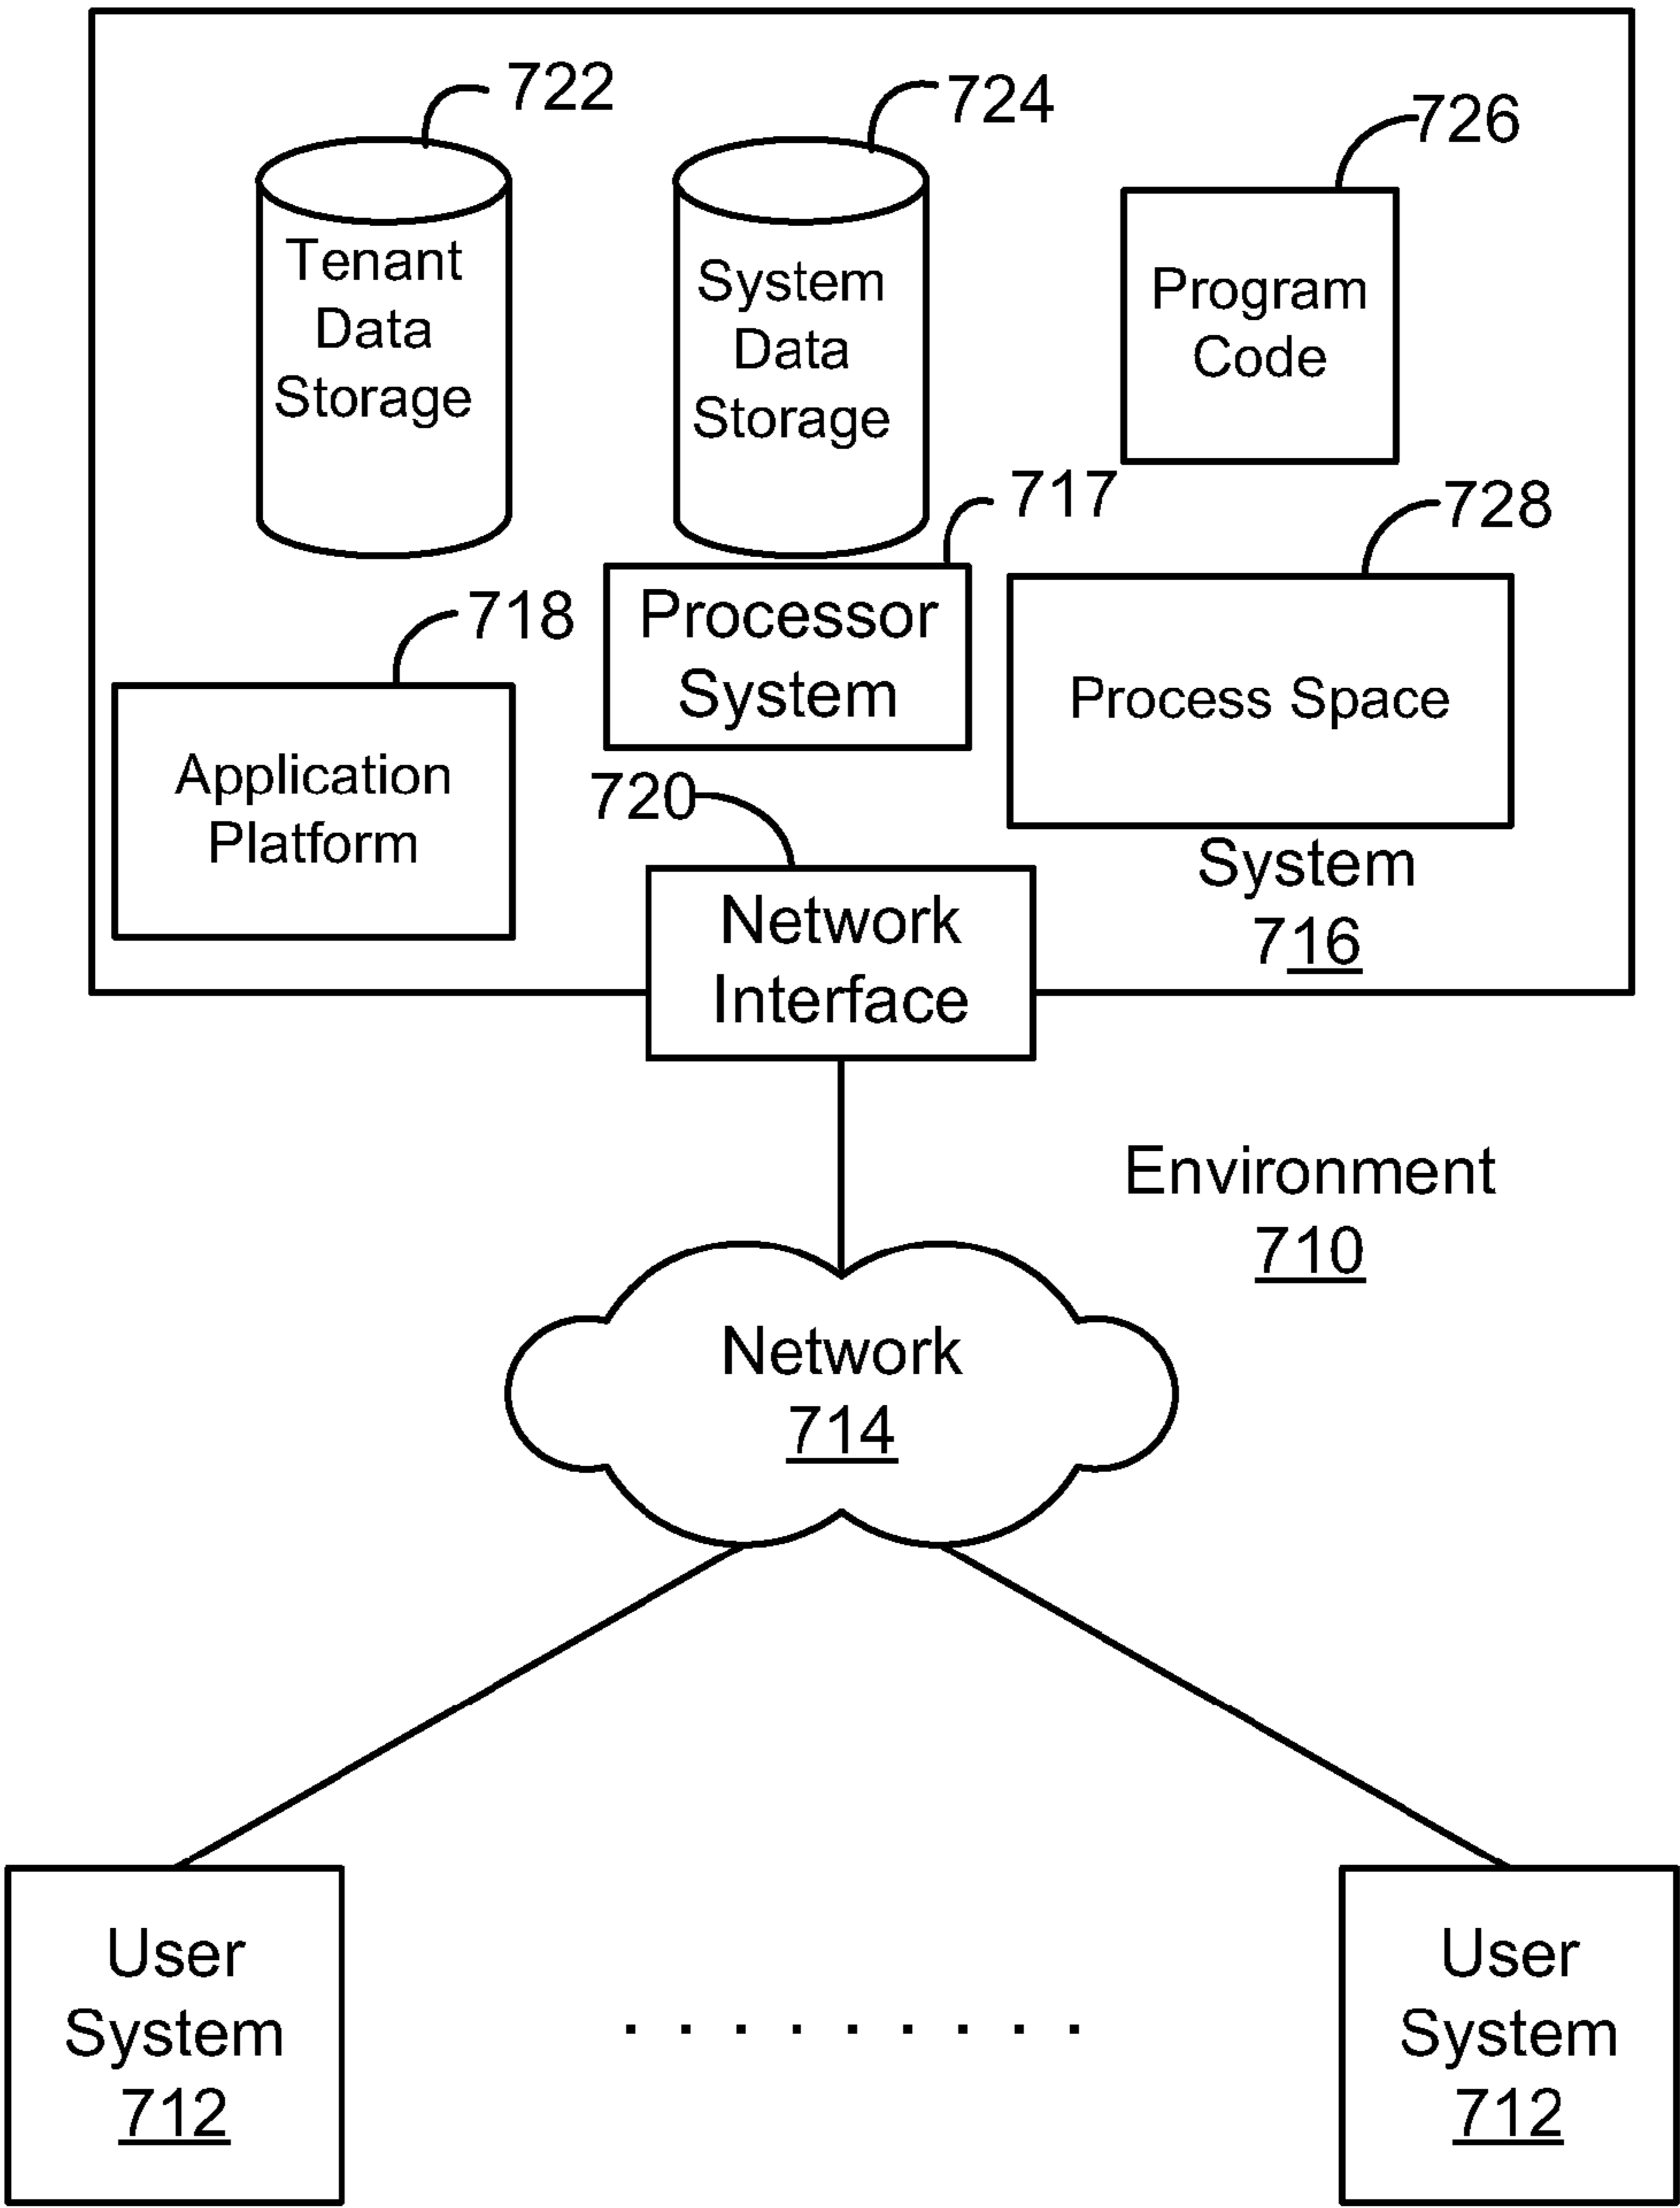 722
724
726
Tenant
Data
Storage
System
Data
Storage
Program
Code
717
728
718
Processor
System
Process Space
Application
Platform
720
System
716
Network
Interface
Environment
710
Network
714
User
System
712
. . . . . . . . .
User
System
712